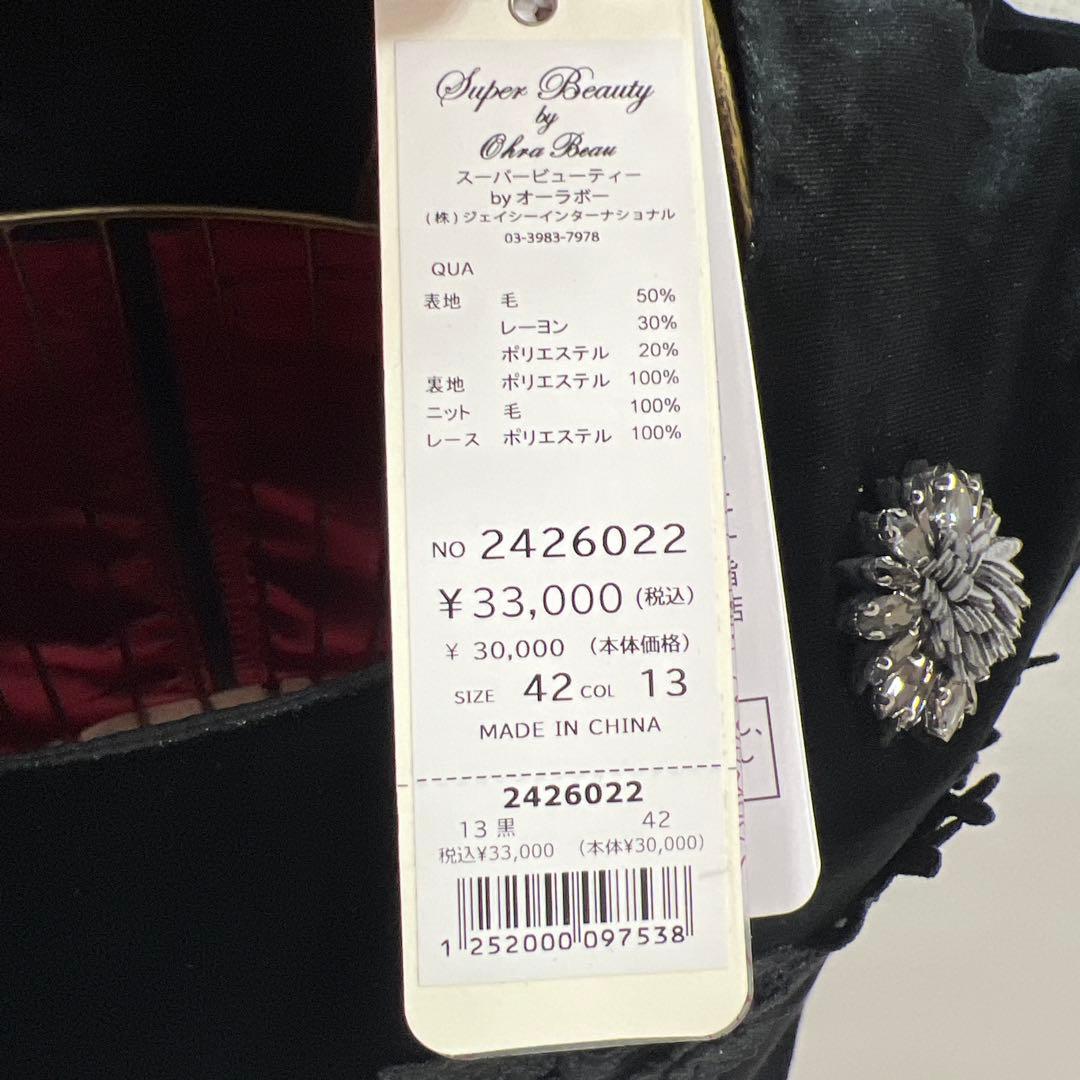 Super Beauty
by
Ohra Beau
スーパービューティー
by オーラボー
(株)ジェイシーインターナショナル
03-3983-7978
QUA
表地 毛 50%
レーヨン 30%
ポリエステル 20%
裏地 ポリエステル 100%
ニット 毛 100%
レース ポリエステル 100%
NO 2426022
¥33,000 (税込)
¥ 30,000 (本体価格)
SIZE 42 COL 13
MADE IN CHINA
2426022
13 黒 42
税込¥33,000 (本体¥30,000)
1 252000 097538